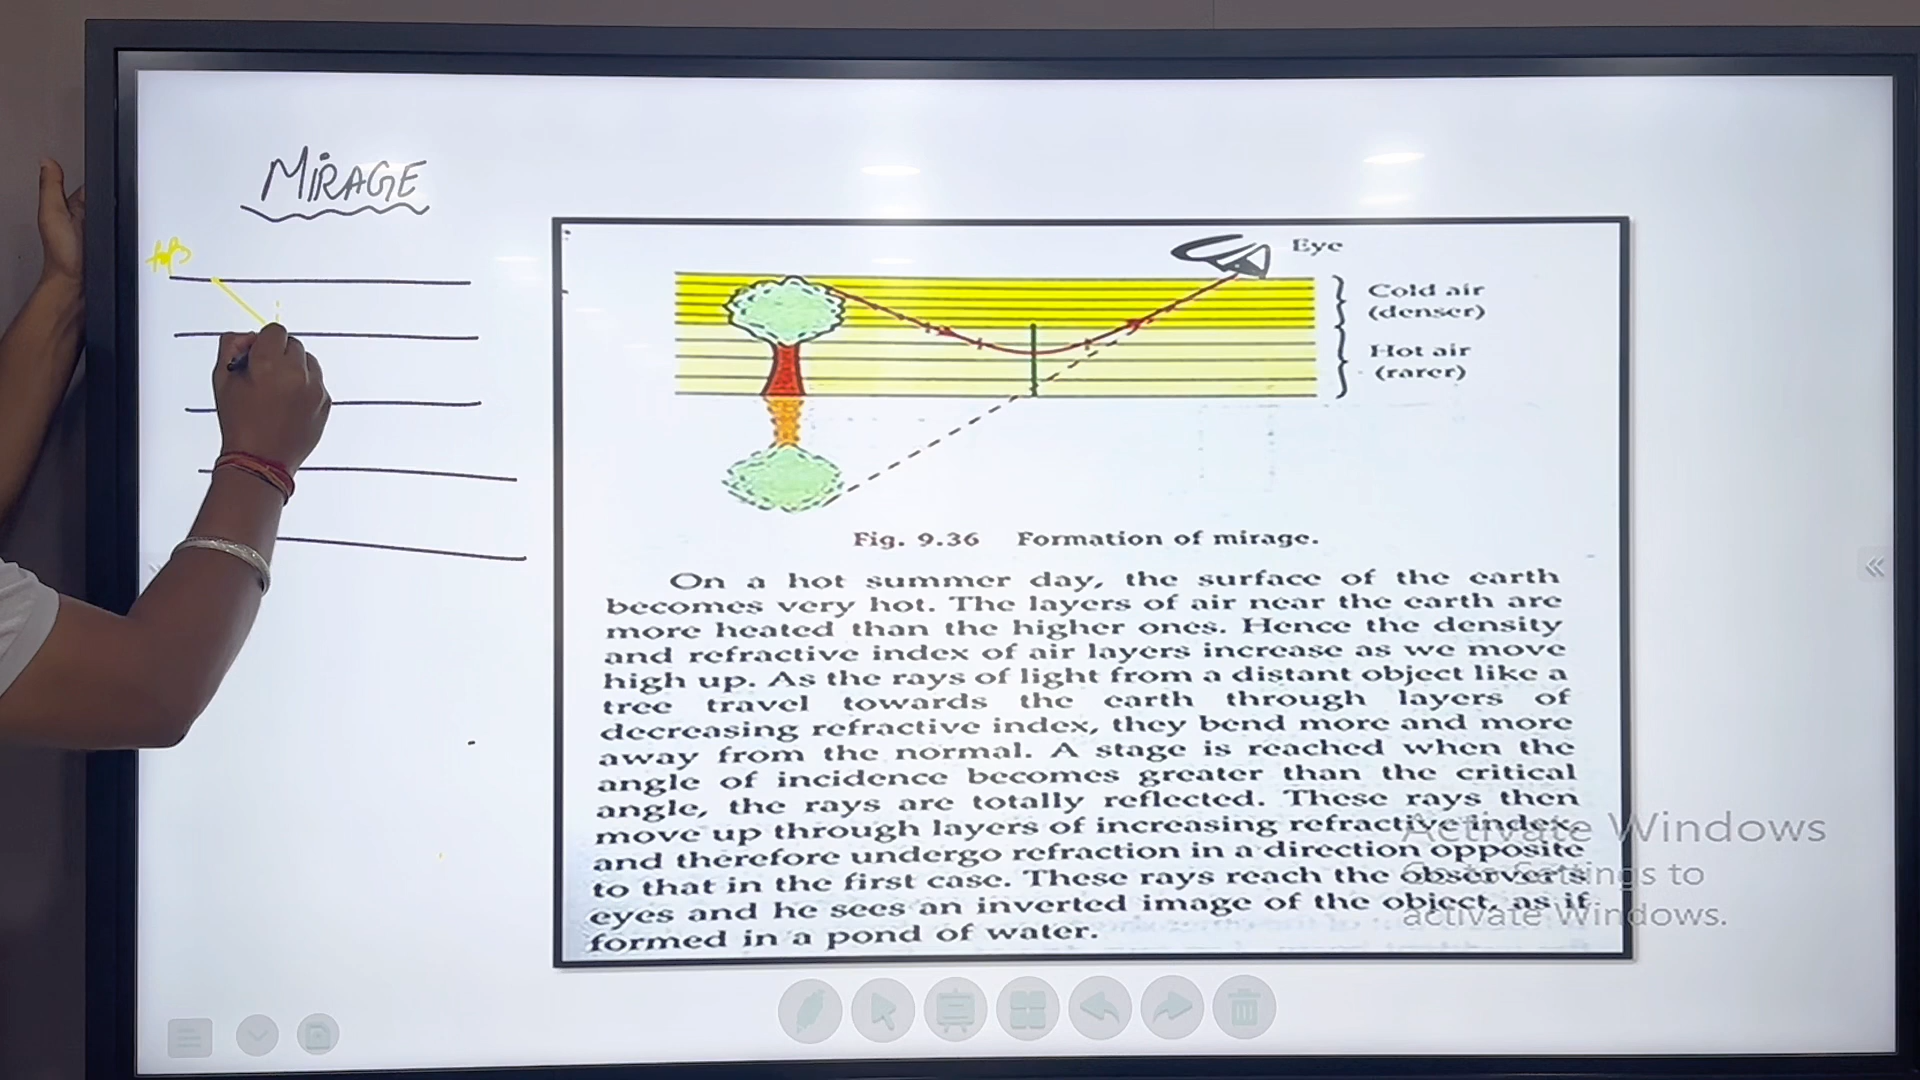 MIRAGE
tops
Eye
Cold air
(denser)
Hot air
(rarer)
Fig. 9.36 Formation of mirage.
On a hot summer day, the surface of the earth
becomes very hot. The layers of air near the earth are
more heated than the higher ones. Hence the density
and refractive index of air layers increase as we move
high up. As the rays of light from a distant object like a
tree travel towards the earth through layers of
decreasing refractive index, they bend more and more
away from the normal. A stage is reached when the
angle of incidence becomes greater than the critical
angle, the rays are totally reflected. These rays then
move up through layers of increasing refractive index,
and therefore undergo refraction in a direction opposite
to that in the first case. These rays reach the observer's
eyes and he sees an inverted image of the object, as if
formed in a pond of water.
Activate Windows
Go to Settings to
activate Windows.